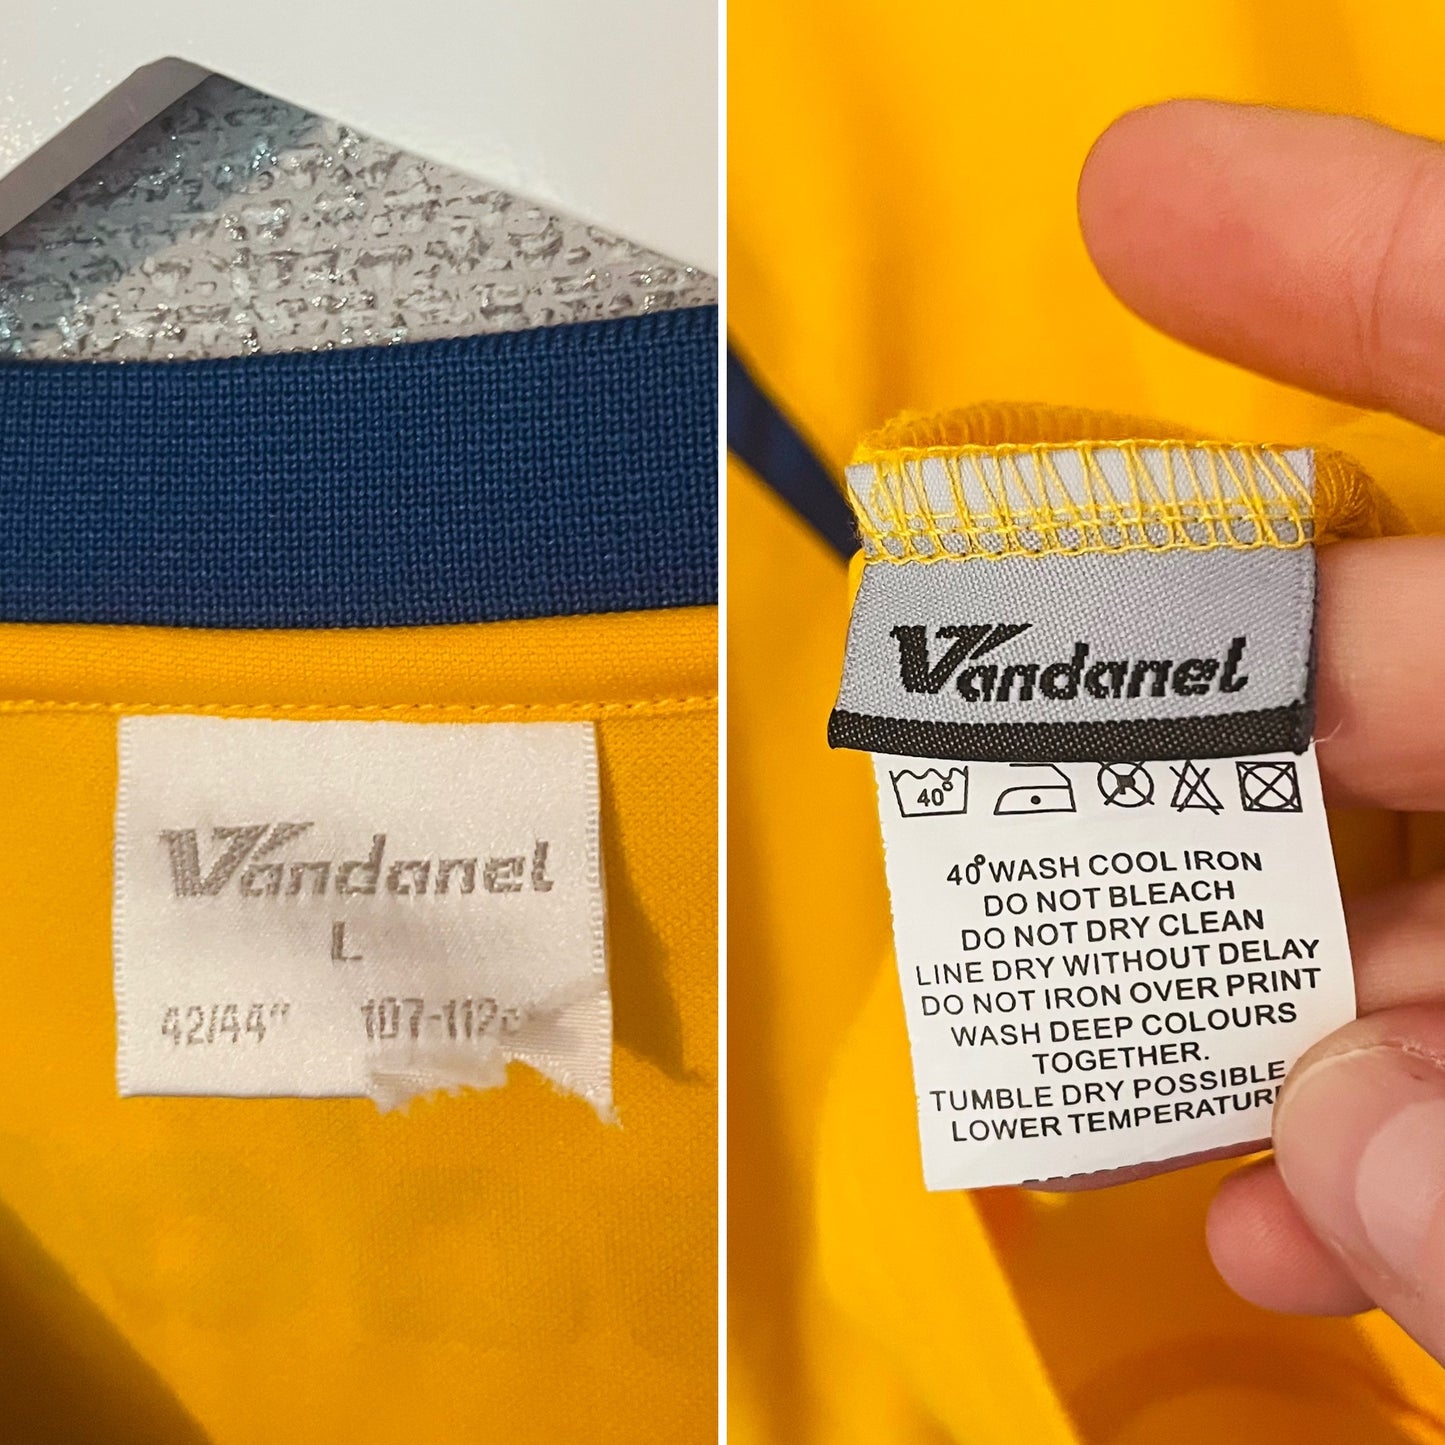 Vandanel
L
42/44" 107-112c
Vandanel
40°
40° WASH COOL IRON
DO NOT BLEACH
DO NOT DRY CLEAN
LINE DRY WITHOUT DELAY
DO NOT IRON OVER PRINT
WASH DEEP COLOURS
TOGETHER.
TUMBLE DRY POSSIBLE
LOWER TEMPERATURE